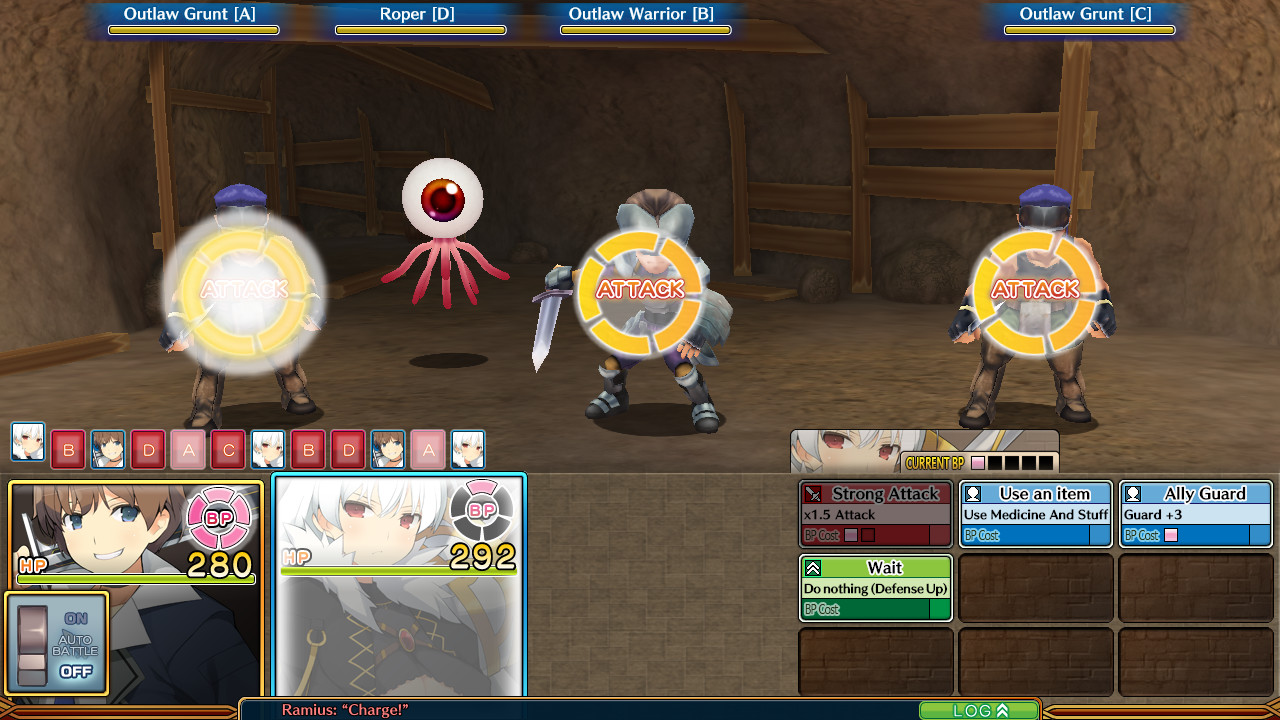 Outlaw Grunt [A]
Roper [D]
Outlaw Warrior [B]
Outlaw Grunt [C]
ATTACK
ATTACK
ATTACK
B
D
A
C
B
D
A
CURRENT BP
BP
HP
280
BP
HP
292
Strong Attack
x1.5 Attack
BP Cost
Use an item
Use Medicine And Stuff
BP Cost
Ally Guard
Guard +3
BP Cost
Wait
Do nothing (Defense Up)
BP Cost
ON
AUTO
BATTLE
OFF
Ramius: “Charge!”
LOG